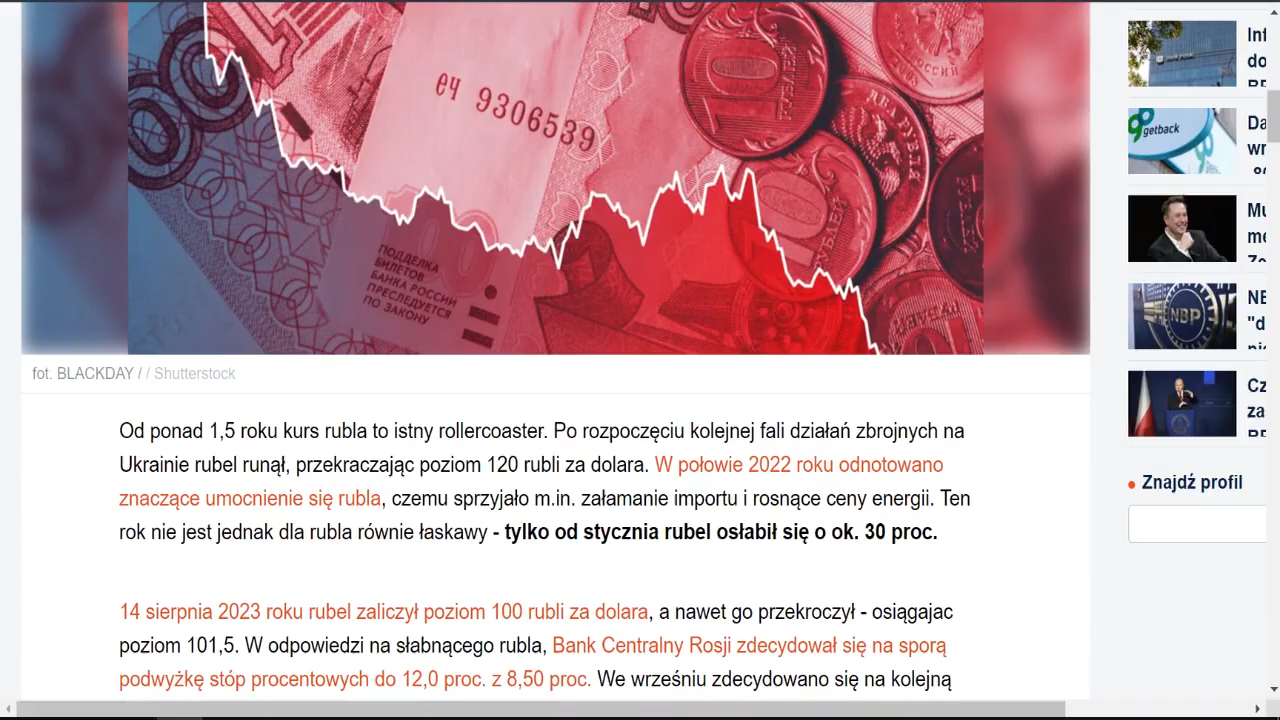 еч 9306539
ПОДДЕЛКА
БИЛЕТОВ
БАНКА РОССИИ
ПРЕСЛЕДУЕТСЯ
ПО ЗАКОНУ
10
РУБЛЕЙ
fot. BLACKDAY / / Shutterstock
Od ponad 1,5 roku kurs rubla to istny rollercoaster. Po rozpoczęciu kolejnej fali działań zbrojnych na
Ukrainie rubel runął, przekraczając poziom 120 rubli za dolara. W połowie 2022 roku odnotowano
znaczące umocnienie się rubla, czemu sprzyjało m.in. załamanie importu i rosnące ceny energii. Ten
rok nie jest jednak dla rubla równie łaskawy - tylko od stycznia rubel osłabił się o ok. 30 proc.
14 sierpnia 2023 roku rubel zaliczył poziom 100 rubli za dolara, a nawet go przekroczył - osiągajac
poziom 101,5. W odpowiedzi na słabnącego rubla, Bank Centralny Rosji zdecydował się na sporą
podwyżkę stóp procentowych do 12,0 proc. z 8,50 proc. We wrześniu zdecydowano się na kolejną
getback
NBP
Znajdź profil